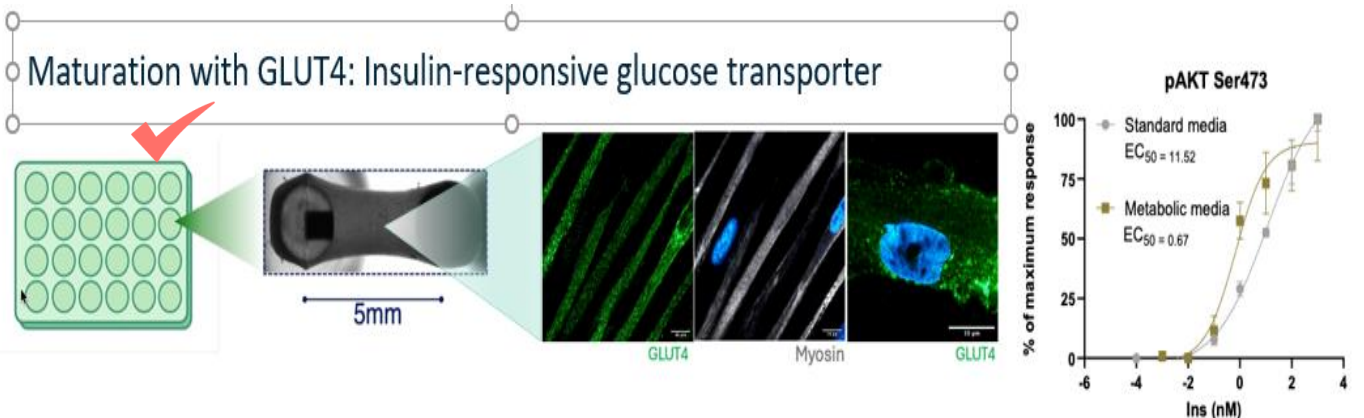 Maturation with GLUT4: Insulin-responsive glucose transporter
5mm
GLUT4
Myosin
GLUT4
pAKT Ser473
% of maximum response
100
75
50
25
0
Standard media
EC50 = 11.52
Metabolic media
EC50 = 0.67
-6 -4 -2 0 2 4
Ins (nM)